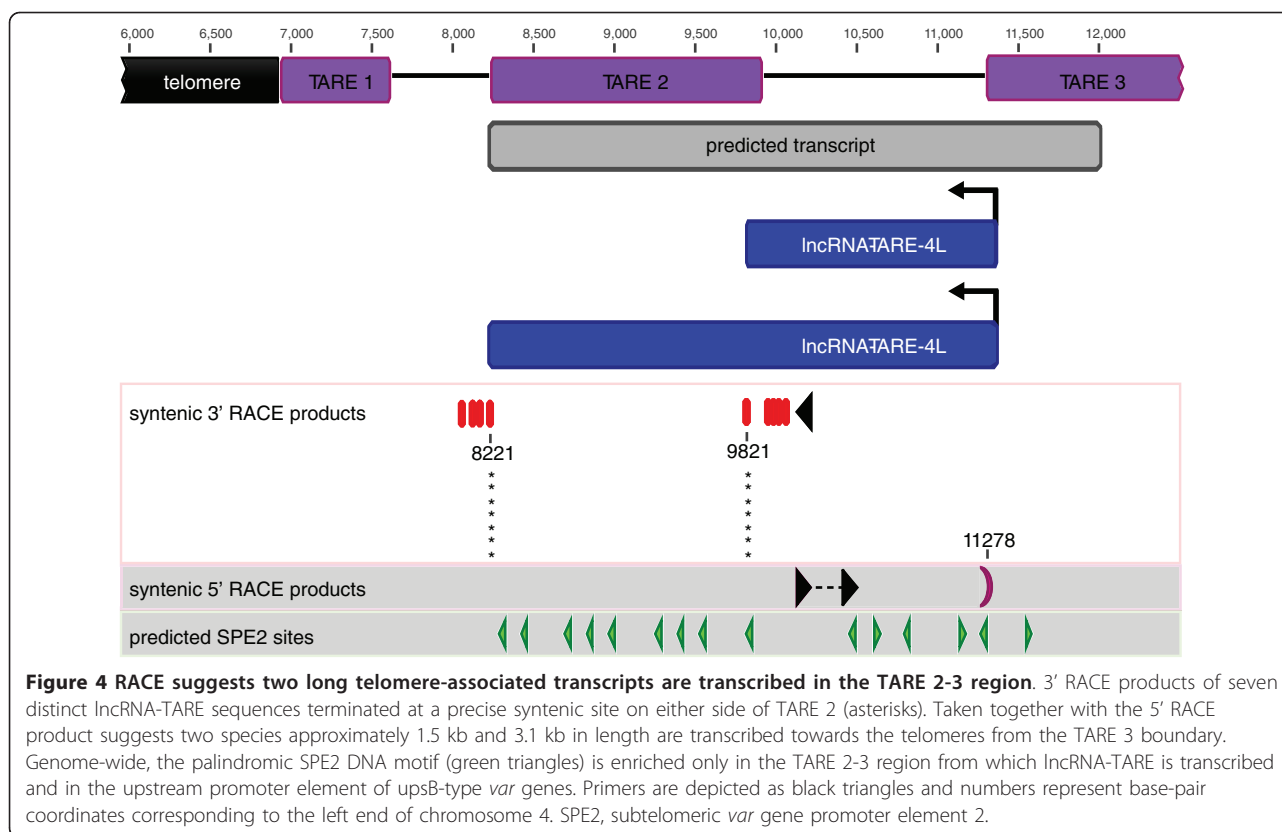 6,000 6,500 7,000 7,500 8,000 8,500 9,000 9,500 10,000 10,500 11,000 11,500 12,000
telomere TARE 1 TARE 2 TARE 3
predicted transcript
lncRNA-TARE-4L
lncRNA-TARE-4L
syntenic 3' RACE products
8221 9821
* *
* *
* *
* *
* *
* *
* *
11278
syntenic 5' RACE products
predicted SPE2 sites
Figure 4 RACE suggests two long telomere-associated transcripts are transcribed in the TARE 2-3 region. 3' RACE products of seven
distinct lncRNA-TARE sequences terminated at a precise syntenic site on either side of TARE 2 (asterisks). Taken together with the 5' RACE
product suggests two species approximately 1.5 kb and 3.1 kb in length are transcribed towards the telomeres from the TARE 3 boundary.
Genome-wide, the palindromic SPE2 DNA motif (green triangles) is enriched only in the TARE 2-3 region from which lncRNA-TARE is transcribed
and in the upstream promoter element of upsB-type var genes. Primers are depicted as black triangles and numbers represent base-pair
coordinates corresponding to the left end of chromosome 4. SPE2, subtelomeric var gene promoter element 2.